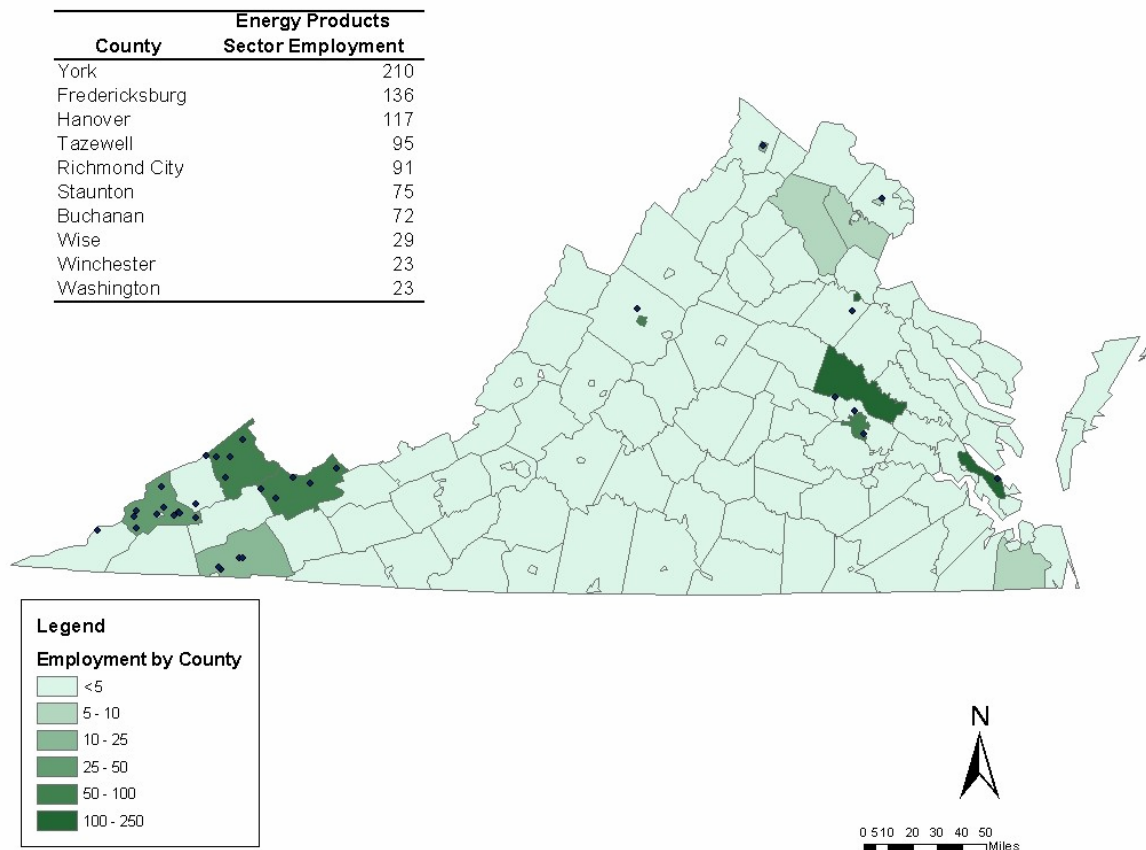 Energy Products
County Sector Employment
York 210
Fredericksburg 136
Hanover 117
Tazewell 95
Richmond City 91
Staunton 75
Buchanan 72
Wise 29
Winchester 23
Washington 23
Legend
Employment by County
<5
5 - 10
10 - 25
25 - 50
50 - 100
100 - 250
N
0 5 10 20 30 40 50
Miles